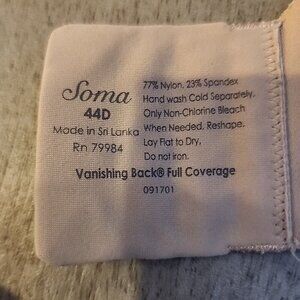 Soma
44D
Made in Sri Lanka
Rn 79984
77% Nylon, 23% Spandex
Hand wash Cold Separately.
Only Non-Chlorine Bleach
When Needed, Reshape,
Lay Flat to Dry,
Do not iron.
Vanishing Back® Full Coverage
091701